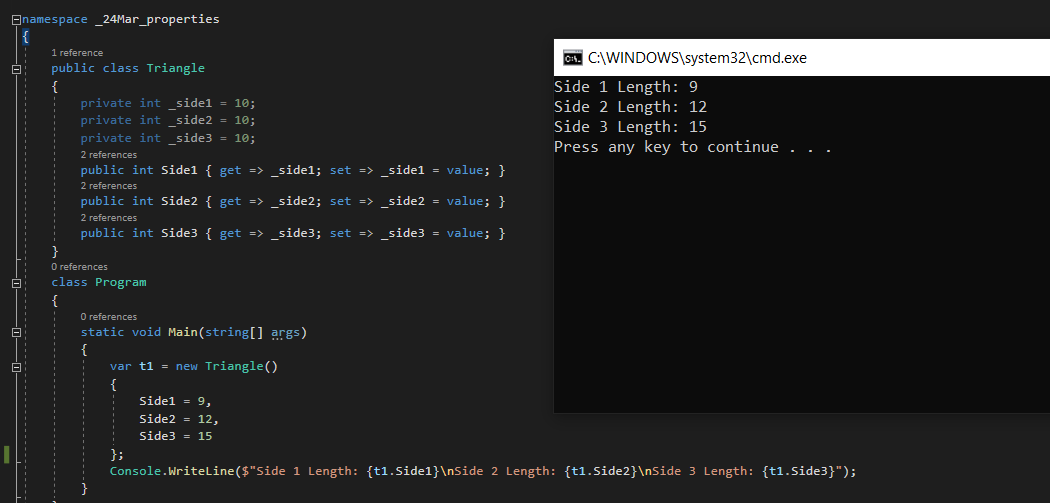 namespace _24Mar_properties
{
1 reference
public class Triangle
{
private int _side1 = 10;
private int _side2 = 10;
private int _side3 = 10;
2 references
public int Side1 { get => _side1; set => _side1 = value; }
2 references
public int Side2 { get => _side2; set => _side2 = value; }
2 references
public int Side3 { get => _side3; set => _side3 = value; }
}
0 references
class Program
{
0 references
static void Main(string[] args)
{
var t1 = new Triangle()
{
Side1 = 9,
Side2 = 12,
Side3 = 15
};
Console.WriteLine($"Side 1 Length: {t1.Side1}\nSide 2 Length: {t1.Side2}\nSide 3 Length: {t1.Side3}");
}
C:\WINDOWS\system32\cmd.exe
Side 1 Length: 9
Side 2 Length: 12
Side 3 Length: 15
Press any key to continue . . .